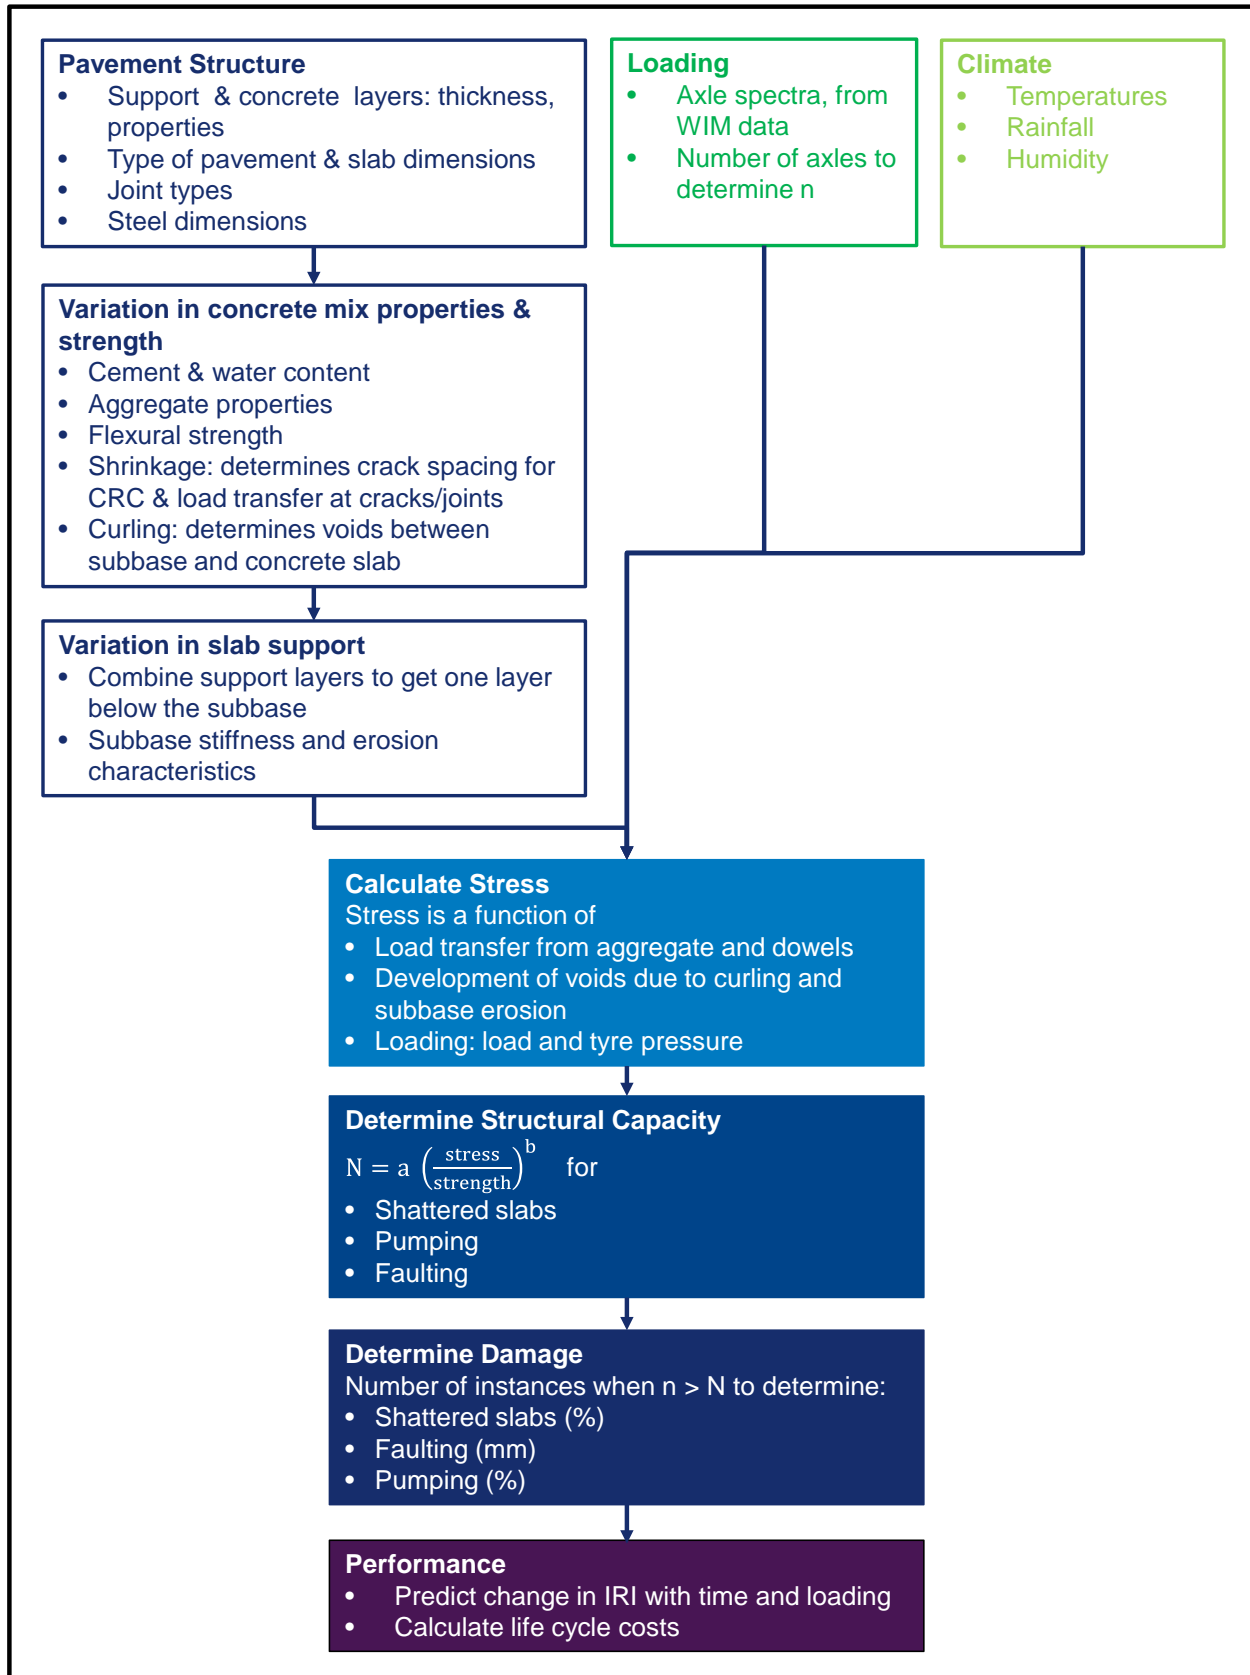 Pavement Structure
• Support & concrete layers: thickness,
properties
• Type of pavement & slab dimensions
• Joint types
• Steel dimensions
Loading
• Axle spectra, from
WIM data
• Number of axles to
determine n
Climate
• Temperatures
• Rainfall
• Humidity
Variation in concrete mix properties &
strength
• Cement & water content
• Aggregate properties
• Flexural strength
• Shrinkage: determines crack spacing for
CRC & load transfer at cracks/joints
• Curling: determines voids between
subbase and concrete slab
Variation in slab support
• Combine support layers to get one layer
below the subbase
• Subbase stiffness and erosion
characteristics
Calculate Stress
Stress is a function of
• Load transfer from aggregate and dowels
• Development of voids due to curling and
subbase erosion
• Loading: load and tyre pressure
Determine Structural Capacity
N = a (stress/strength)^b for
• Shattered slabs
• Pumping
• Faulting
Determine Damage
Number of instances when n > N to determine:
• Shattered slabs (%)
• Faulting (mm)
• Pumping (%)
Performance
• Predict change in IRI with time and loading
• Calculate life cycle costs